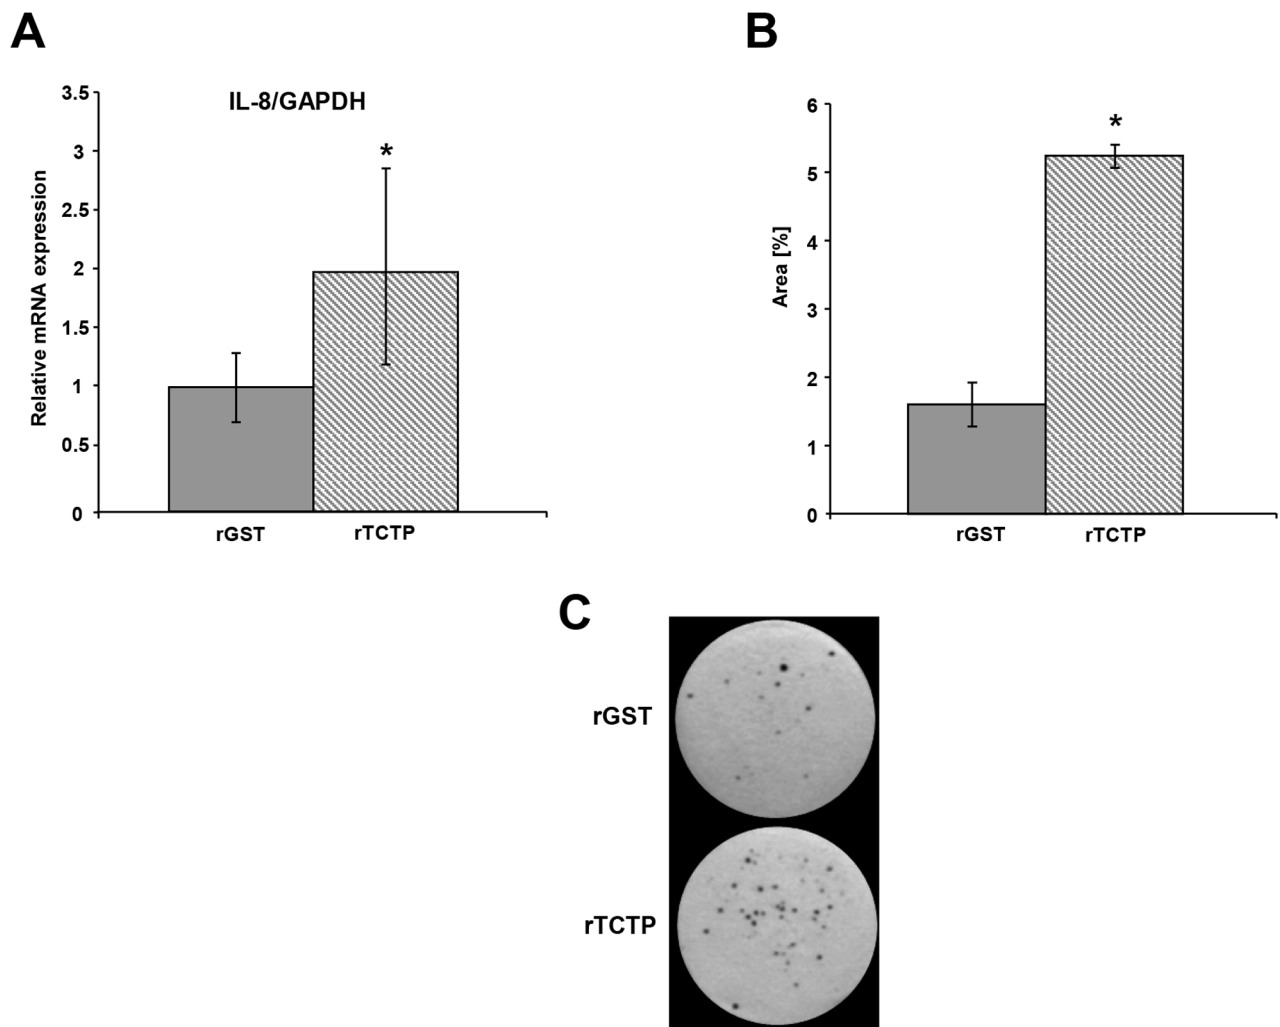 A
IL-8/GAPDH
Relative mRNA expression
3.5
3
2.5
2
1.5
1
0.5
0
*
rGST
rTCTP
B
Area [%]
6
5
4
3
2
1
0
*
rGST
rTCTP
C
rGST
rTCTP